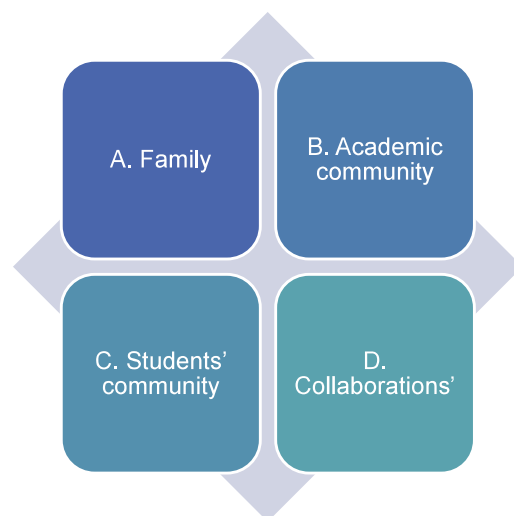 A. Family
B. Academic
community
C. Students’
community
D.
Collaborations’